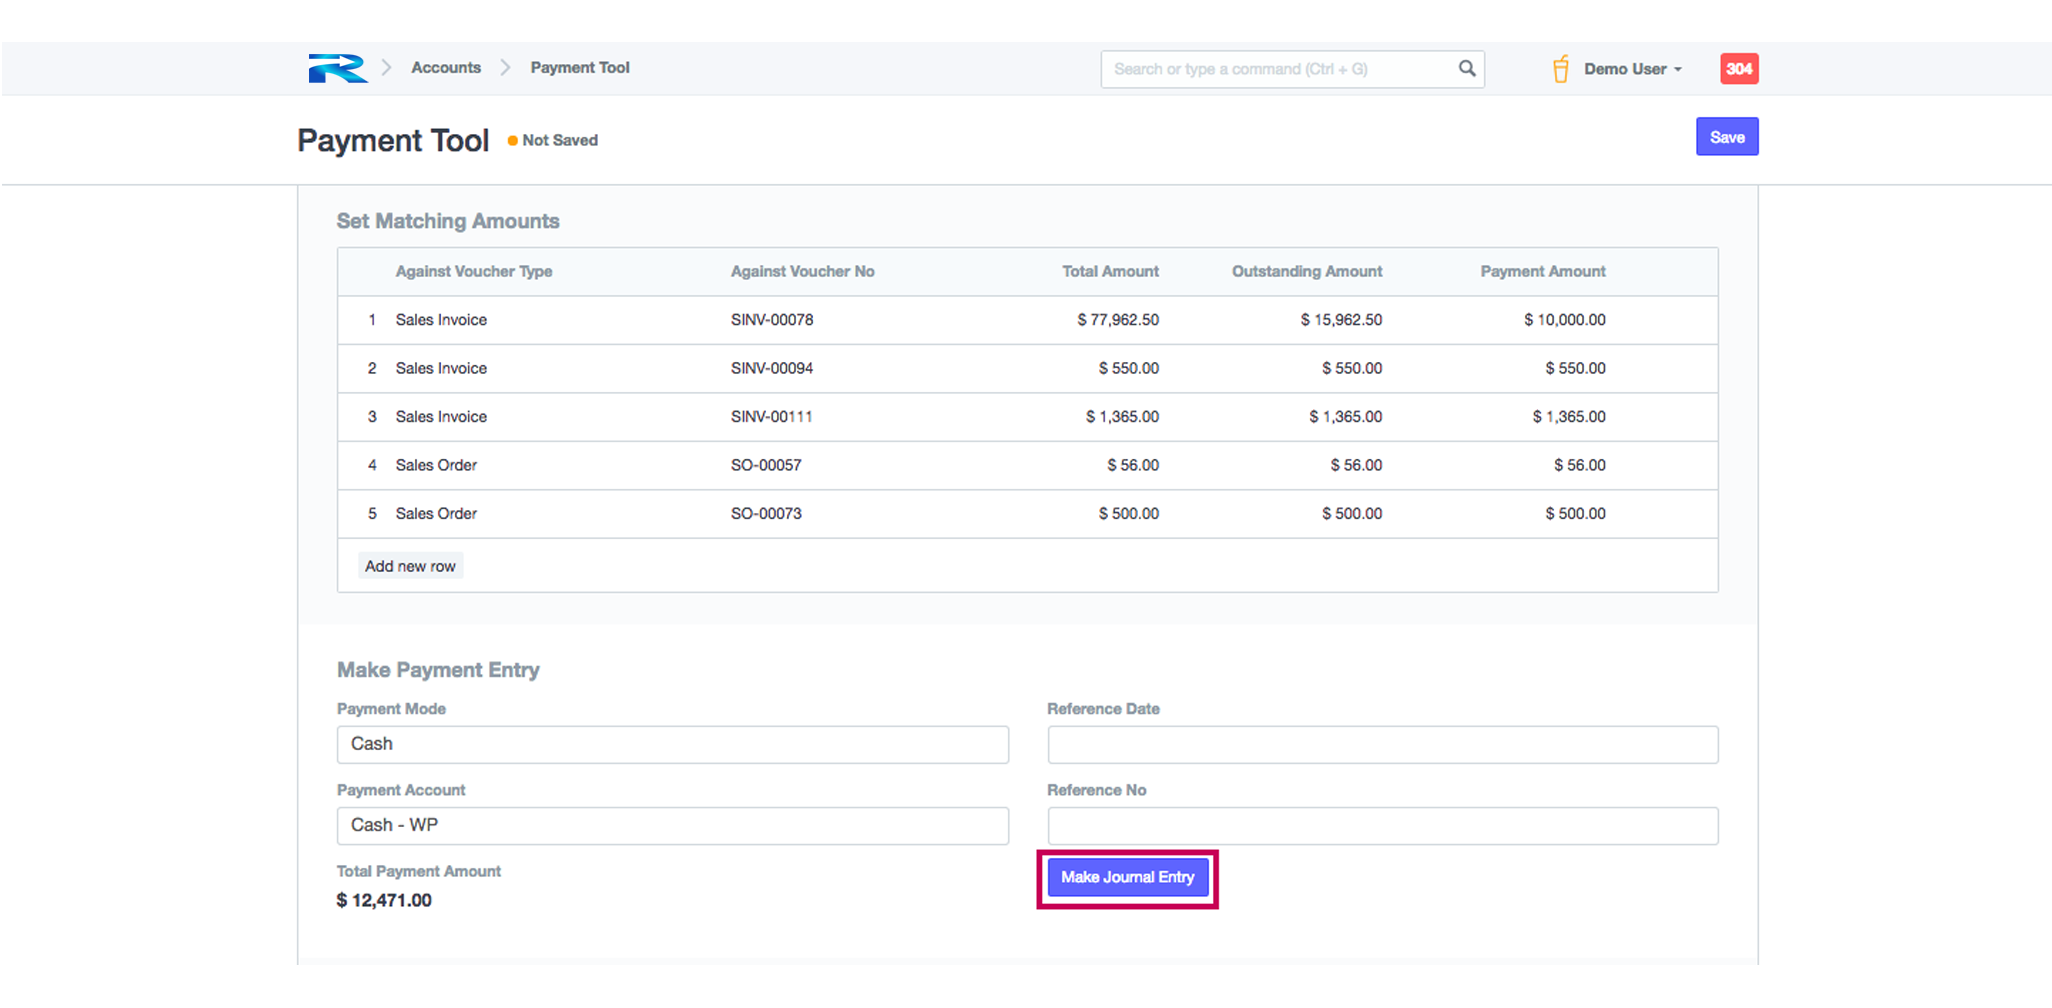 Accounts Payment Tool Search or type a command (Ctrl + G) Demo User 304
Payment Tool Not Saved Save
Set Matching Amounts
Against Voucher Type Against Voucher No Total Amount Outstanding Amount Payment Amount
1 Sales Invoice SINV-00078 $ 77,962.50 $ 15,962.50 $ 10,000.00
2 Sales Invoice SINV-00094 $ 550.00 $ 550.00 $ 550.00
3 Sales Invoice SINV-00111 $ 1,365.00 $ 1,365.00 $ 1,365.00
4 Sales Order SO-00057 $ 56.00 $ 56.00 $ 56.00
5 Sales Order SO-00073 $ 500.00 $ 500.00 $ 500.00
Add new row
Make Payment Entry
Payment Mode Reference Date
Cash
Payment Account Reference No
Cash - WP
Total Payment Amount Make Journal Entry
$ 12,471.00